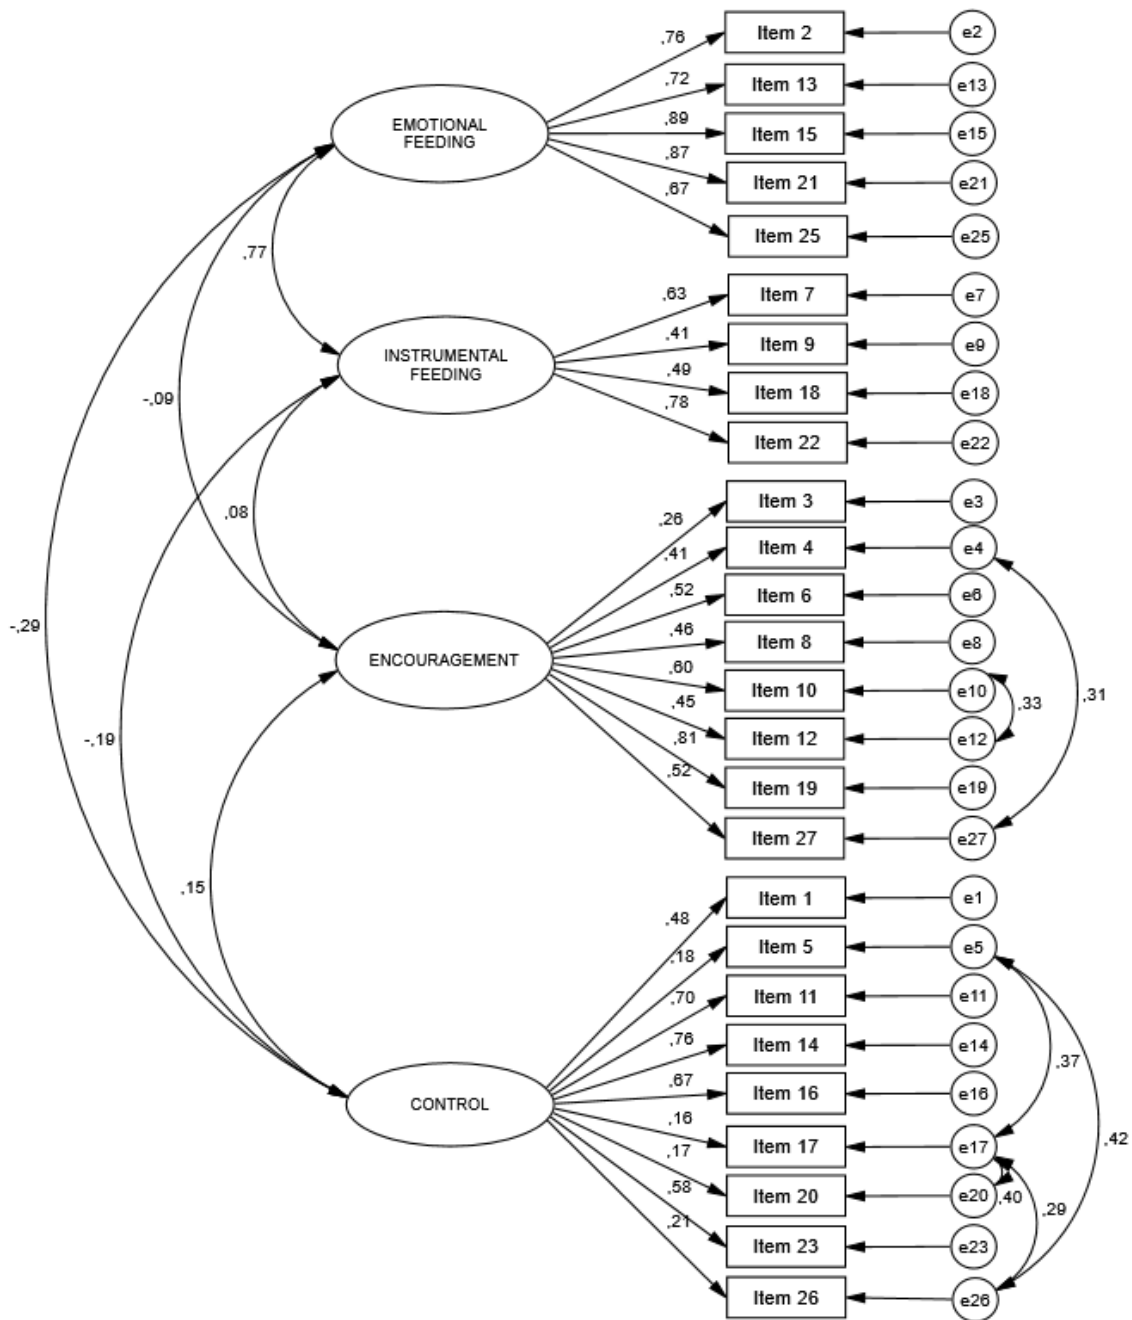 ,76
Item 2
e2
,72
Item 13
e13
EMOTIONAL
FEEDING
,89
Item 15
e15
,87
Item 21
e21
,67
Item 25
e25
,77
,63
Item 7
e7
INSTRUMENTAL
FEEDING
,41
Item 9
e9
,49
Item 18
e18
-,09
,78
Item 22
e22
,08
,26
Item 3
e3
,41
Item 4
e4
,52
Item 6
e6
-,29
,46
Item 8
e8
ENCOURAGEMENT
,60
Item 10
e10
,33
,31
-,19
,45
Item 12
e12
,81
Item 19
e19
,52
Item 27
e27
,15
,48
Item 1
e1
,18
Item 5
e5
,70
Item 11
e11
,76
Item 14
e14
,37
CONTROL
,67
Item 16
e16
,16
Item 17
e17
,42
,17
Item 20
e20
,40
,29
,58
Item 23
e23
,21
Item 26
e26